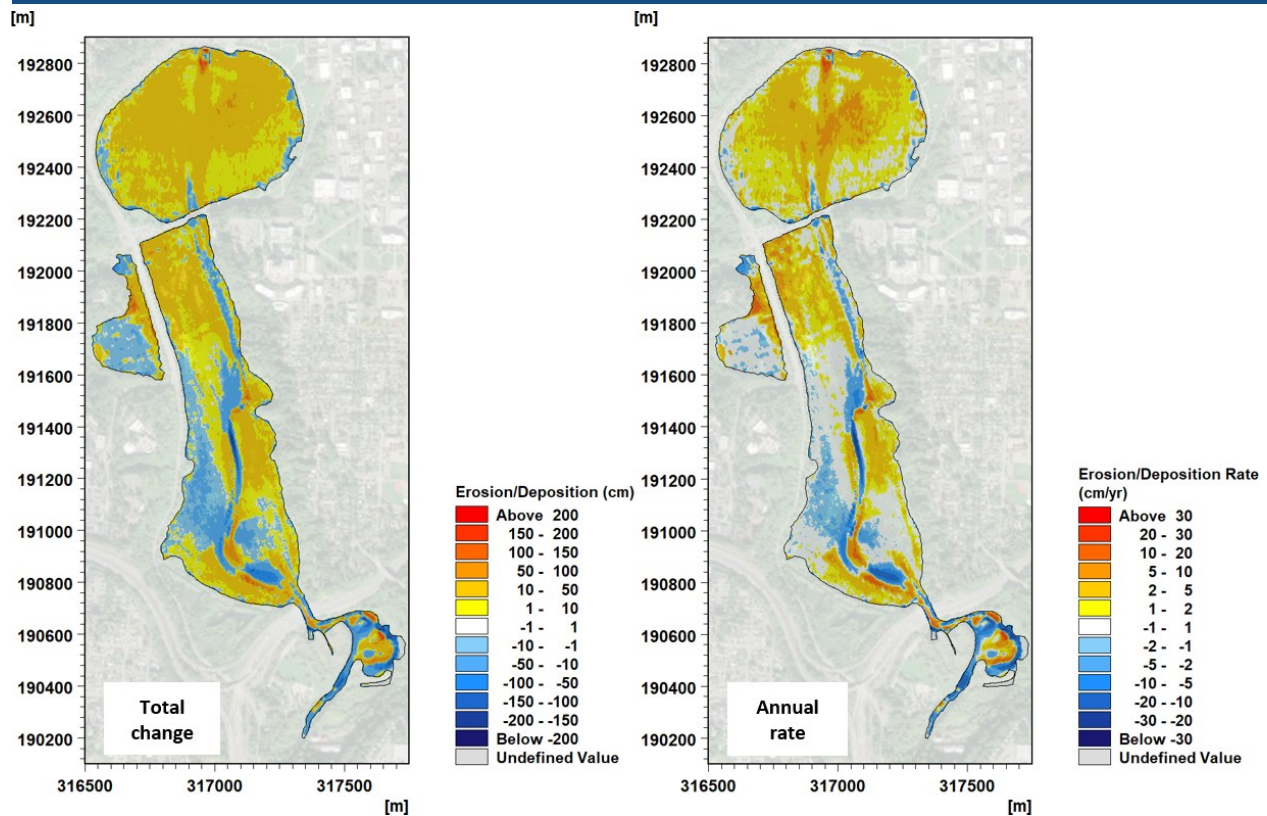 [m]
192800
192600
192400
192200
192000
191800
191600
191400
191200
191000
190800
190600
190400
190200
316500 317000 317500
[m]
Total
change
Erosion/Deposition (cm)
Above 200
150 - 200
100 - 150
50 - 100
10 - 50
1 - 10
-1 - 1
-10 - -1
-50 - -10
-100 - -50
-150 - -100
-200 - -150
Below -200
Undefined Value
[m]
192800
192600
192400
192200
192000
191800
191600
191400
191200
191000
190800
190600
190400
190200
316500 317000 317500
[m]
Annual
rate
Erosion/Deposition Rate
(cm/yr)
Above 30
20 - 30
10 - 20
5 - 10
2 - 5
1 - 2
-1 - 1
-2 - -1
-5 - -2
-10 - -5
-20 - -10
-30 - -20
Below -30
Undefined Value